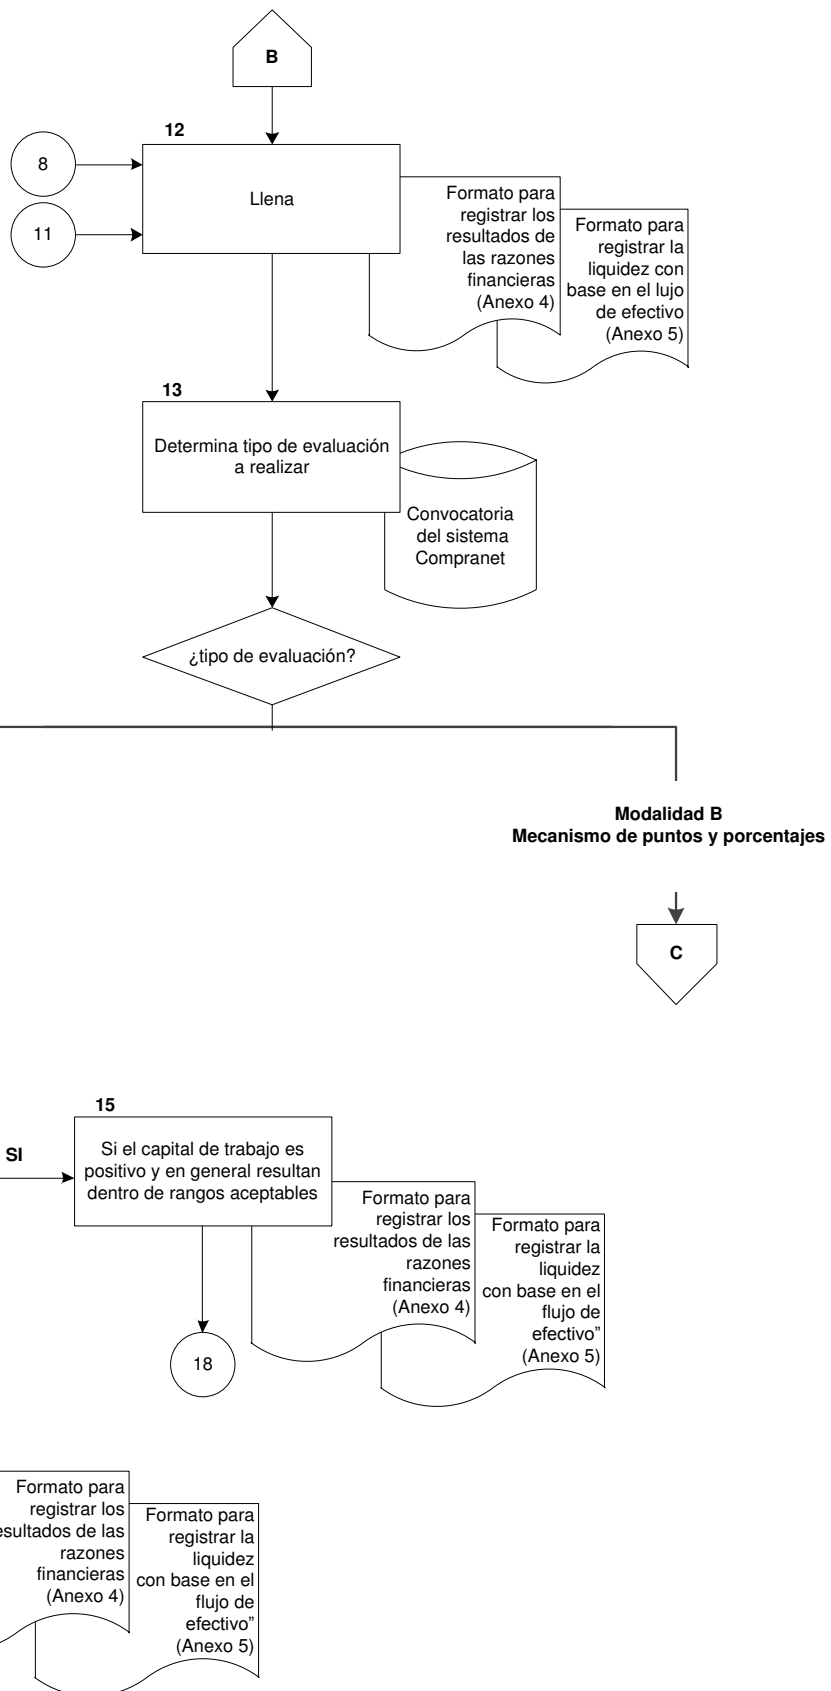 B
12
8
Llena
11
Formato para
registrar los
resultados de
las razones
financieras
(Anexo 4)
Formato para
registrar la
liquidez con
base en el lujo
de efectivo
(Anexo 5)
13
Determina tipo de evaluación
a realizar
Convocatoria
del sistema
Compranet
¿tipo de evaluación?
Modalidad B
Mecanismo de puntos y porcentajes
C
15
SI
Si el capital de trabajo es
positivo y en general resultan
dentro de rangos aceptables
Formato para
registrar los
resultados de las
razones
financieras
(Anexo 4)
Formato para
registrar la
liquidez
con base en el
flujo de
efectivo”
(Anexo 5)
18
Formato para
registrar los
esultados de las
razones
financieras
(Anexo 4)
Formato para
registrar la
liquidez
con base en el
flujo de
efectivo”
(Anexo 5)